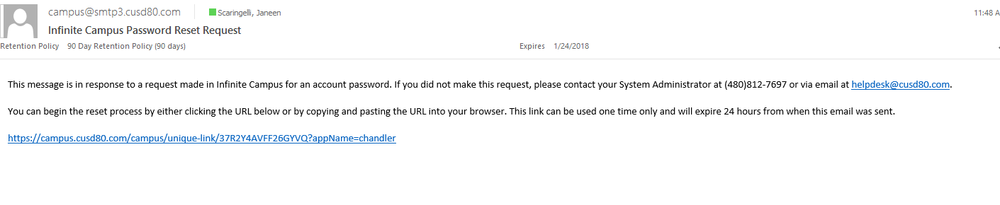 campus@smtp3.cusd80.com Scaringelli, Janeen 11:48 A
Infinite Campus Password Reset Request
Retention Policy 90 Day Retention Policy (90 days) Expires 1/24/2018
This message is in response to a request made in Infinite Campus for an account password. If you did not make this request, please contact your System Administrator at (480)812-7697 or via email at helpdesk@cusd80.com.
You can begin the reset process by either clicking the URL below or by copying and pasting the URL into your browser. This link can be used one time only and will expire 24 hours from when this email was sent.
https://campus.cusd80.com/campus/unique-link/37R2Y4AVFF26GYVQ?appName=chandler